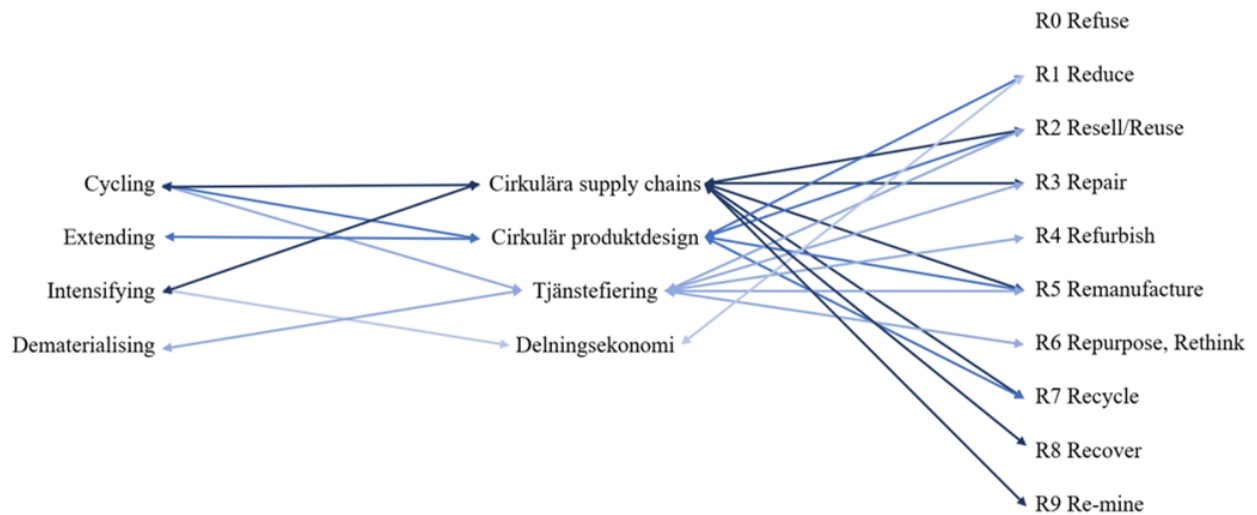 Cycling
Extending
Intensifying
Dematerialising
Cirkulära supply chains
Cirkulär produktdesign
Tjänstefiering
Delningsekonomi
R0 Refuse
R1 Reduce
R2 Resell/Reuse
R3 Repair
R4 Refurbish
R5 Remanufacture
R6 Repurpose, Rethink
R7 Recycle
R8 Recover
R9 Re-mine